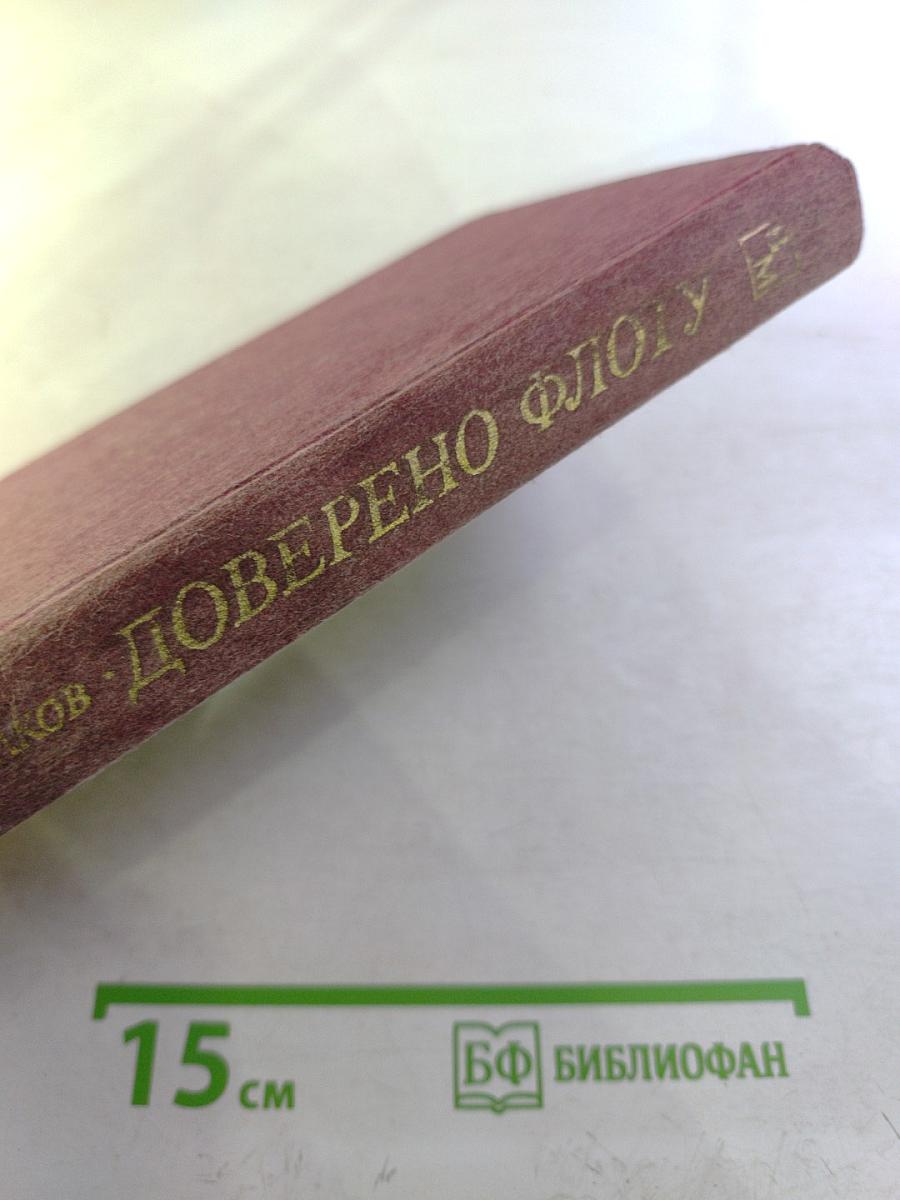 ков · ДОВЕРЕНО ФЛОТУ
15 см
БФ БИБЛИОФАН